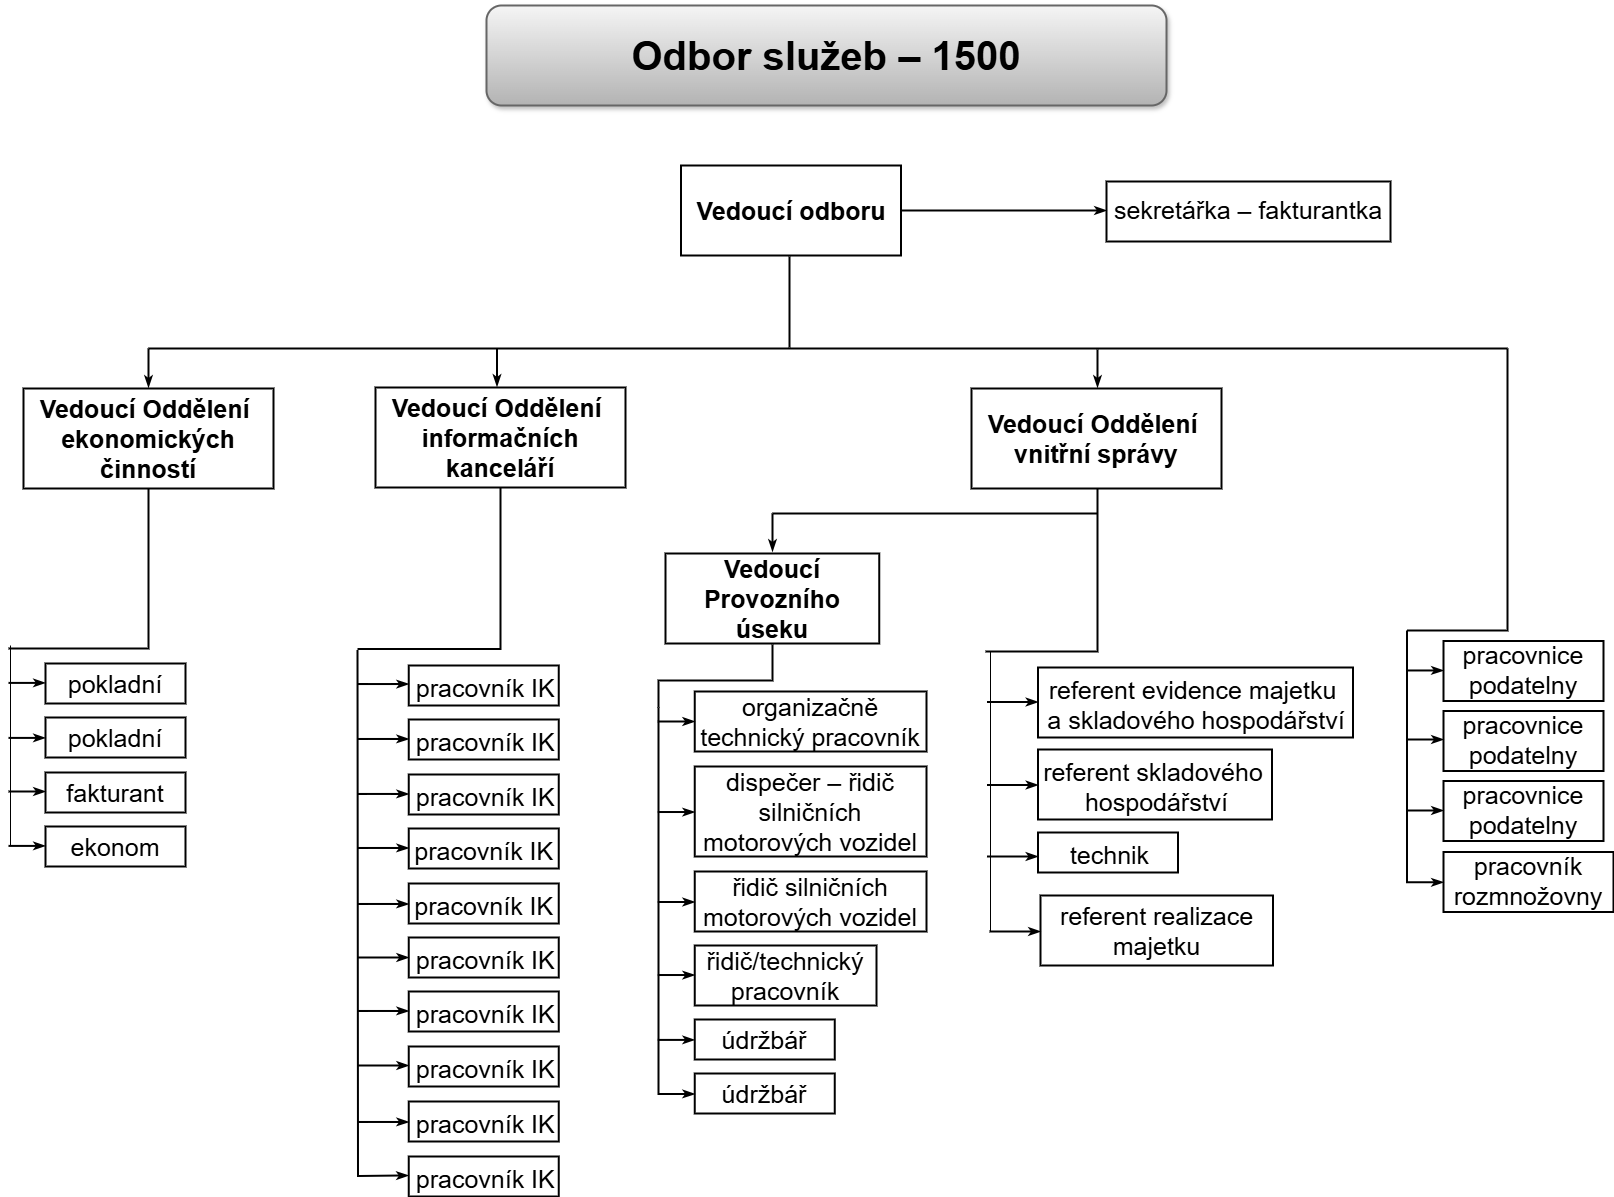 Odbor služeb – 1500
Vedoucí odboru
sekretářka – fakturantka
Vedoucí Oddělení
ekonomických
činností
Vedoucí Oddělení
informačních
kanceláří
Vedoucí Oddělení
vnitřní správy
Vedoucí
Provozního
úseku
pokladní
pokladní
fakturant
ekonom
pracovník IK
pracovník IK
pracovník IK
pracovník IK
pracovník IK
pracovník IK
pracovník IK
pracovník IK
pracovník IK
pracovník IK
organizačně
technický pracovník
dispečer – řidič
silničních
motorových vozidel
řidič silničních
motorových vozidel
řidič/technický
pracovník
údržbář
údržbář
referent evidence majetku
a skladového hospodářství
referent skladového
hospodářství
technik
referent realizace
majetku
pracovnice
podatelny
pracovnice
podatelny
pracovnice
podatelny
pracovník
rozmnožovny